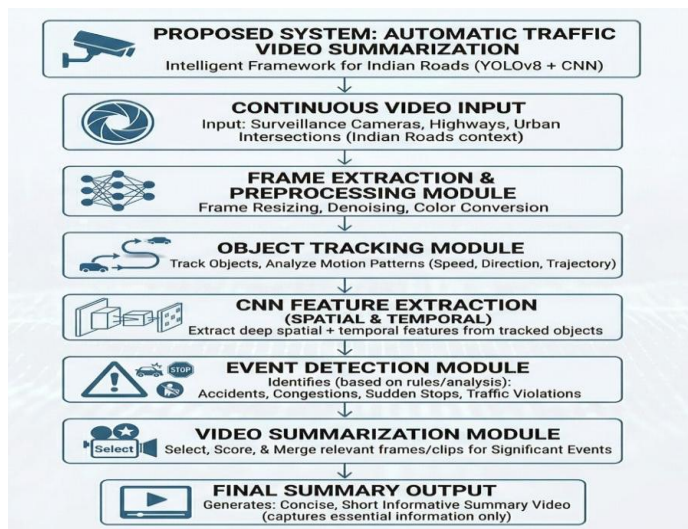 PROPOSED SYSTEM: AUTOMATIC TRAFFIC
VIDEO SUMMARIZATION
Intelligent Framework for Indian Roads (YOLOv8 + CNN)
CONTINUOUS VIDEO INPUT
Input: Surveillance Cameras, Highways, Urban
Intersections (Indian Roads context)
FRAME EXTRACTION &
PREPROCESSING MODULE
Frame Resizing, Denoising, Color Conversion
OBJECT TRACKING MODULE
Track Objects, Analyze Motion Patterns (Speed, Direction, Trajectory)
CNN FEATURE EXTRACTION
(SPATIAL & TEMPORAL)
Extract deep spatial + temporal features from tracked objects
EVENT DETECTION MODULE
STOP
Identifies (based on rules/analysis):
Accidents, Congestions, Sudden Stops, Traffic Violations
VIDEO SUMMARIZATION MODULE
Select
Select, Score, & Merge relevant frames/clips for Significant Events
FINAL SUMMARY OUTPUT
Generates: Concise, Short Informative Summary Video
(captures essential information only)